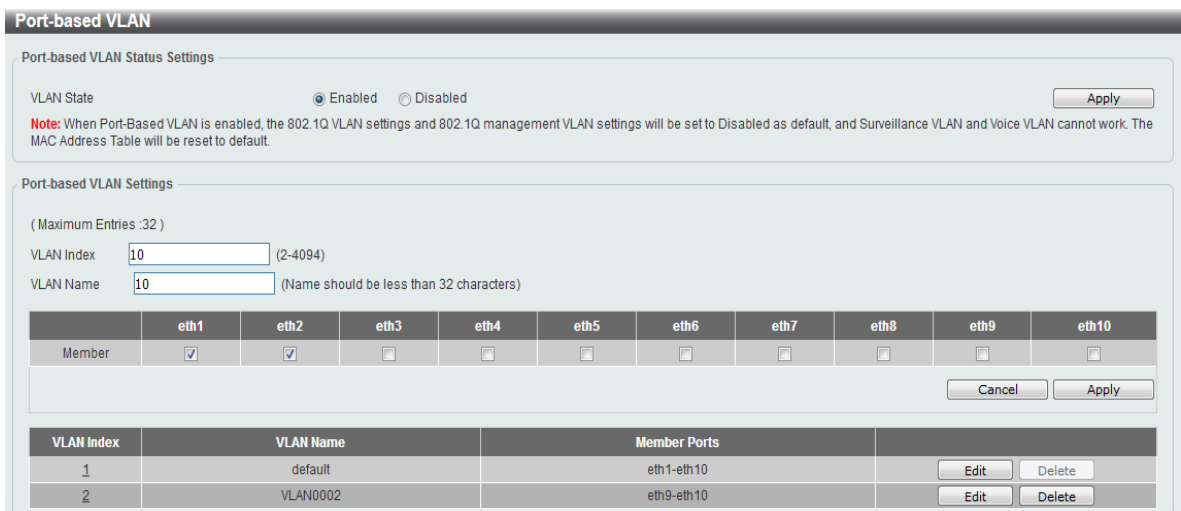 Port-based VLAN
Port-based VLAN Status Settings
VLAN State Enabled Disabled Apply
Note: When Port-Based VLAN is enabled, the 802.1Q VLAN settings and 802.1Q management VLAN settings will be set to Disabled as default, and Surveillance VLAN and Voice VLAN cannot work. The
MAC Address Table will be reset to default.
Port-based VLAN Settings
( Maximum Entries :32 )
VLAN Index 10 (2-4094)
VLAN Name 10 (Name should be less than 32 characters)
eth1 eth2 eth3 eth4 eth5 eth6 eth7 eth8 eth9 eth10
Member
Cancel Apply
VLAN Index VLAN Name Member Ports
1 default eth1-eth10 Edit Delete
2 VLAN0002 eth9-eth10 Edit Delete